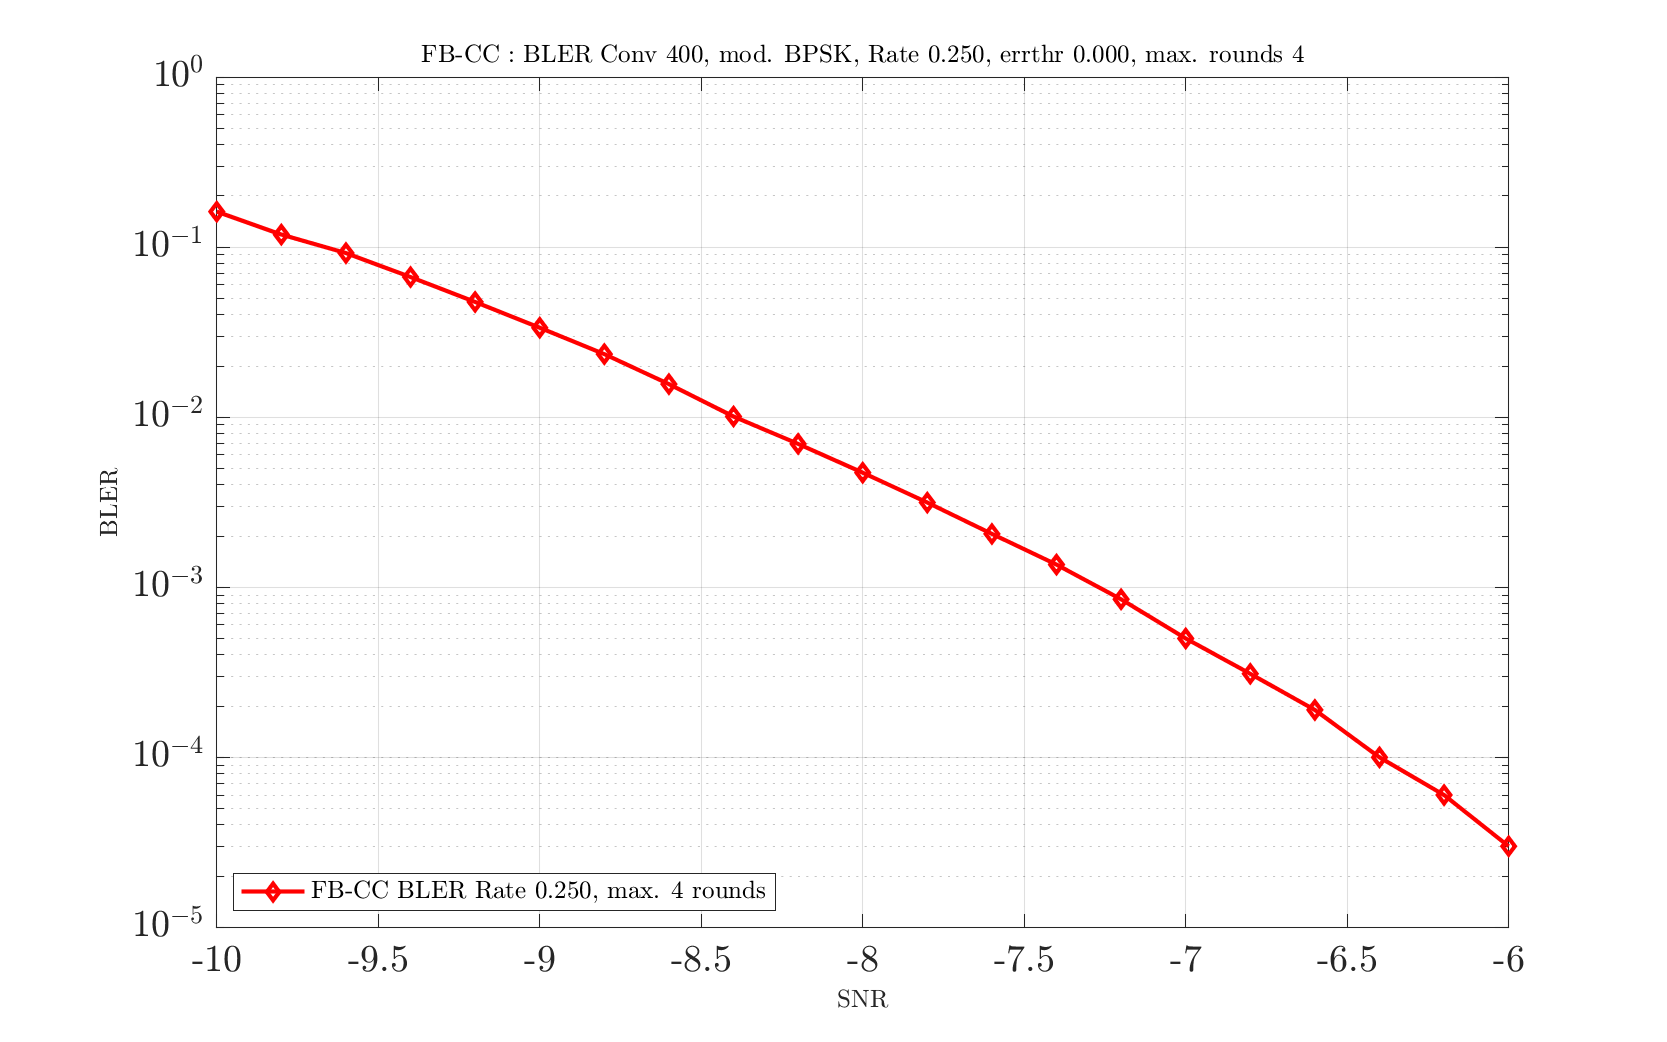 FB-CC : BLER Conv 400, mod. BPSK, Rate 0.250, errthr 0.000, max. rounds 4
10^0
10^−1
10^−2
10^−3
10^−4
10^−5
BLER
FB-CC BLER Rate 0.250, max. 4 rounds
-10 -9.5 -9 -8.5 -8 -7.5 -7 -6.5 -6
SNR